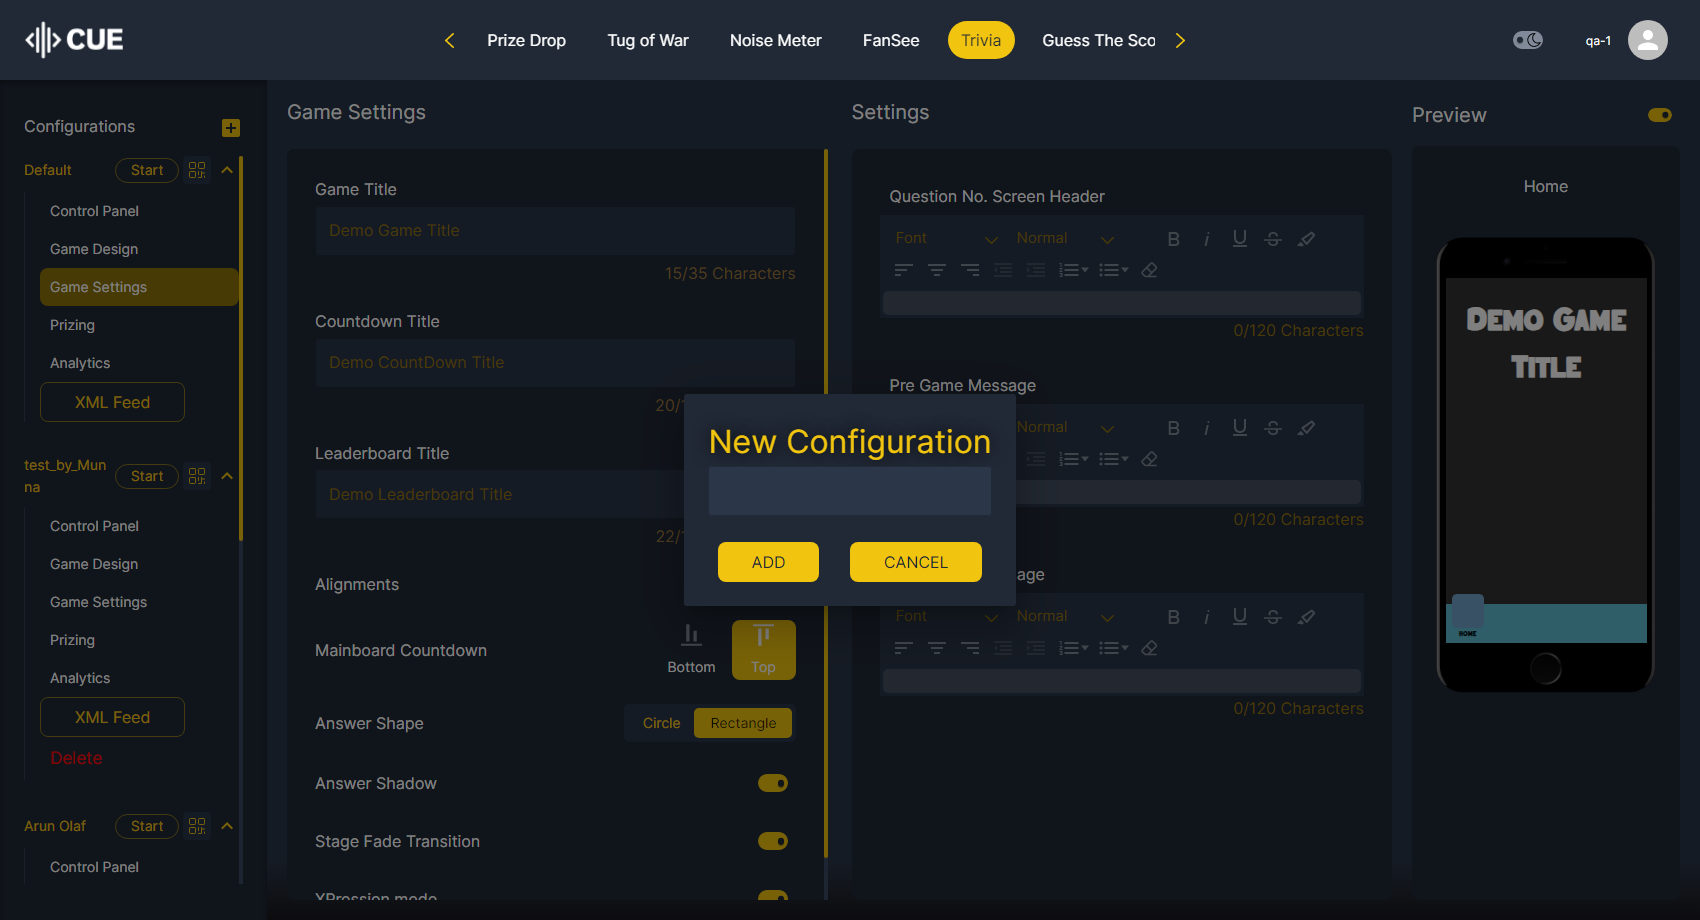 CUE
Prize Drop
Tug of War
Noise Meter
FanSee
Trivia
Guess The Sco
qa-1
Configurations
Default
Start
Control Panel
Game Design
Game Settings
Prizing
Analytics
XML Feed
test_by_Mun
na
Start
Control Panel
Game Design
Game Settings
Prizing
Analytics
XML Feed
Delete
Arun Olaf
Start
Control Panel
Game Settings
Game Title
Demo Game Title
15/35 Characters
Countdown Title
Demo CountDown Title
20/
Leaderboard Title
Demo Leaderboard Title
22/
Alignments
Mainboard Countdown
Bottom
Top
Answer Shape
Circle
Rectangle
Answer Shadow
Stage Fade Transition
XPression mode
New Configuration
ADD
CANCEL
Settings
Question No. Screen Header
Font
Normal
B i U S
0/120 Characters
Pre Game Message
Normal
B i U S
0/120 Characters
age
Font
Normal
B i U S
0/120 Characters
Preview
Home
Demo Game
Title
HOME